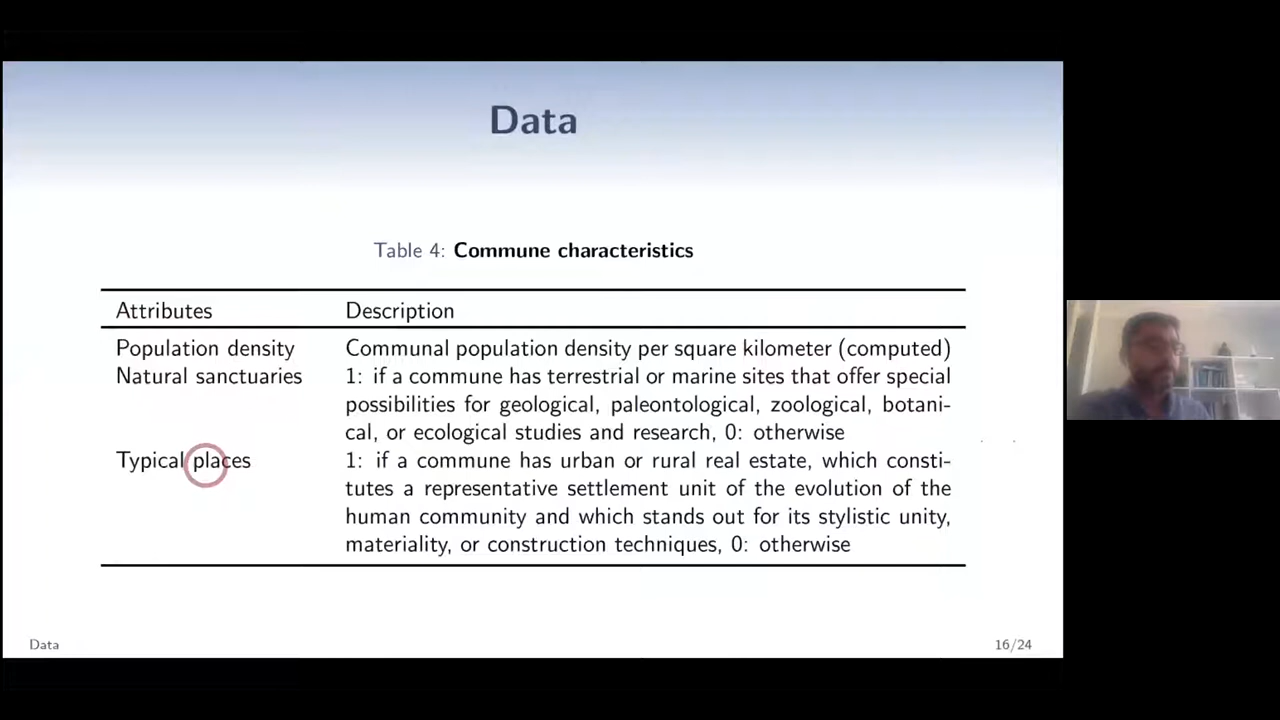 Data
Table 4: Commune characteristics
Attributes Description
Population density Communal population density per square kilometer (computed)
Natural sanctuaries 1: if a commune has terrestrial or marine sites that offer special
possibilities for geological, paleontological, zoological, botani-
cal, or ecological studies and research, 0: otherwise
Typical places 1: if a commune has urban or rural real estate, which consti-
tutes a representative settlement unit of the evolution of the
human community and which stands out for its stylistic unity,
materiality, or construction techniques, 0: otherwise
Data 16/24